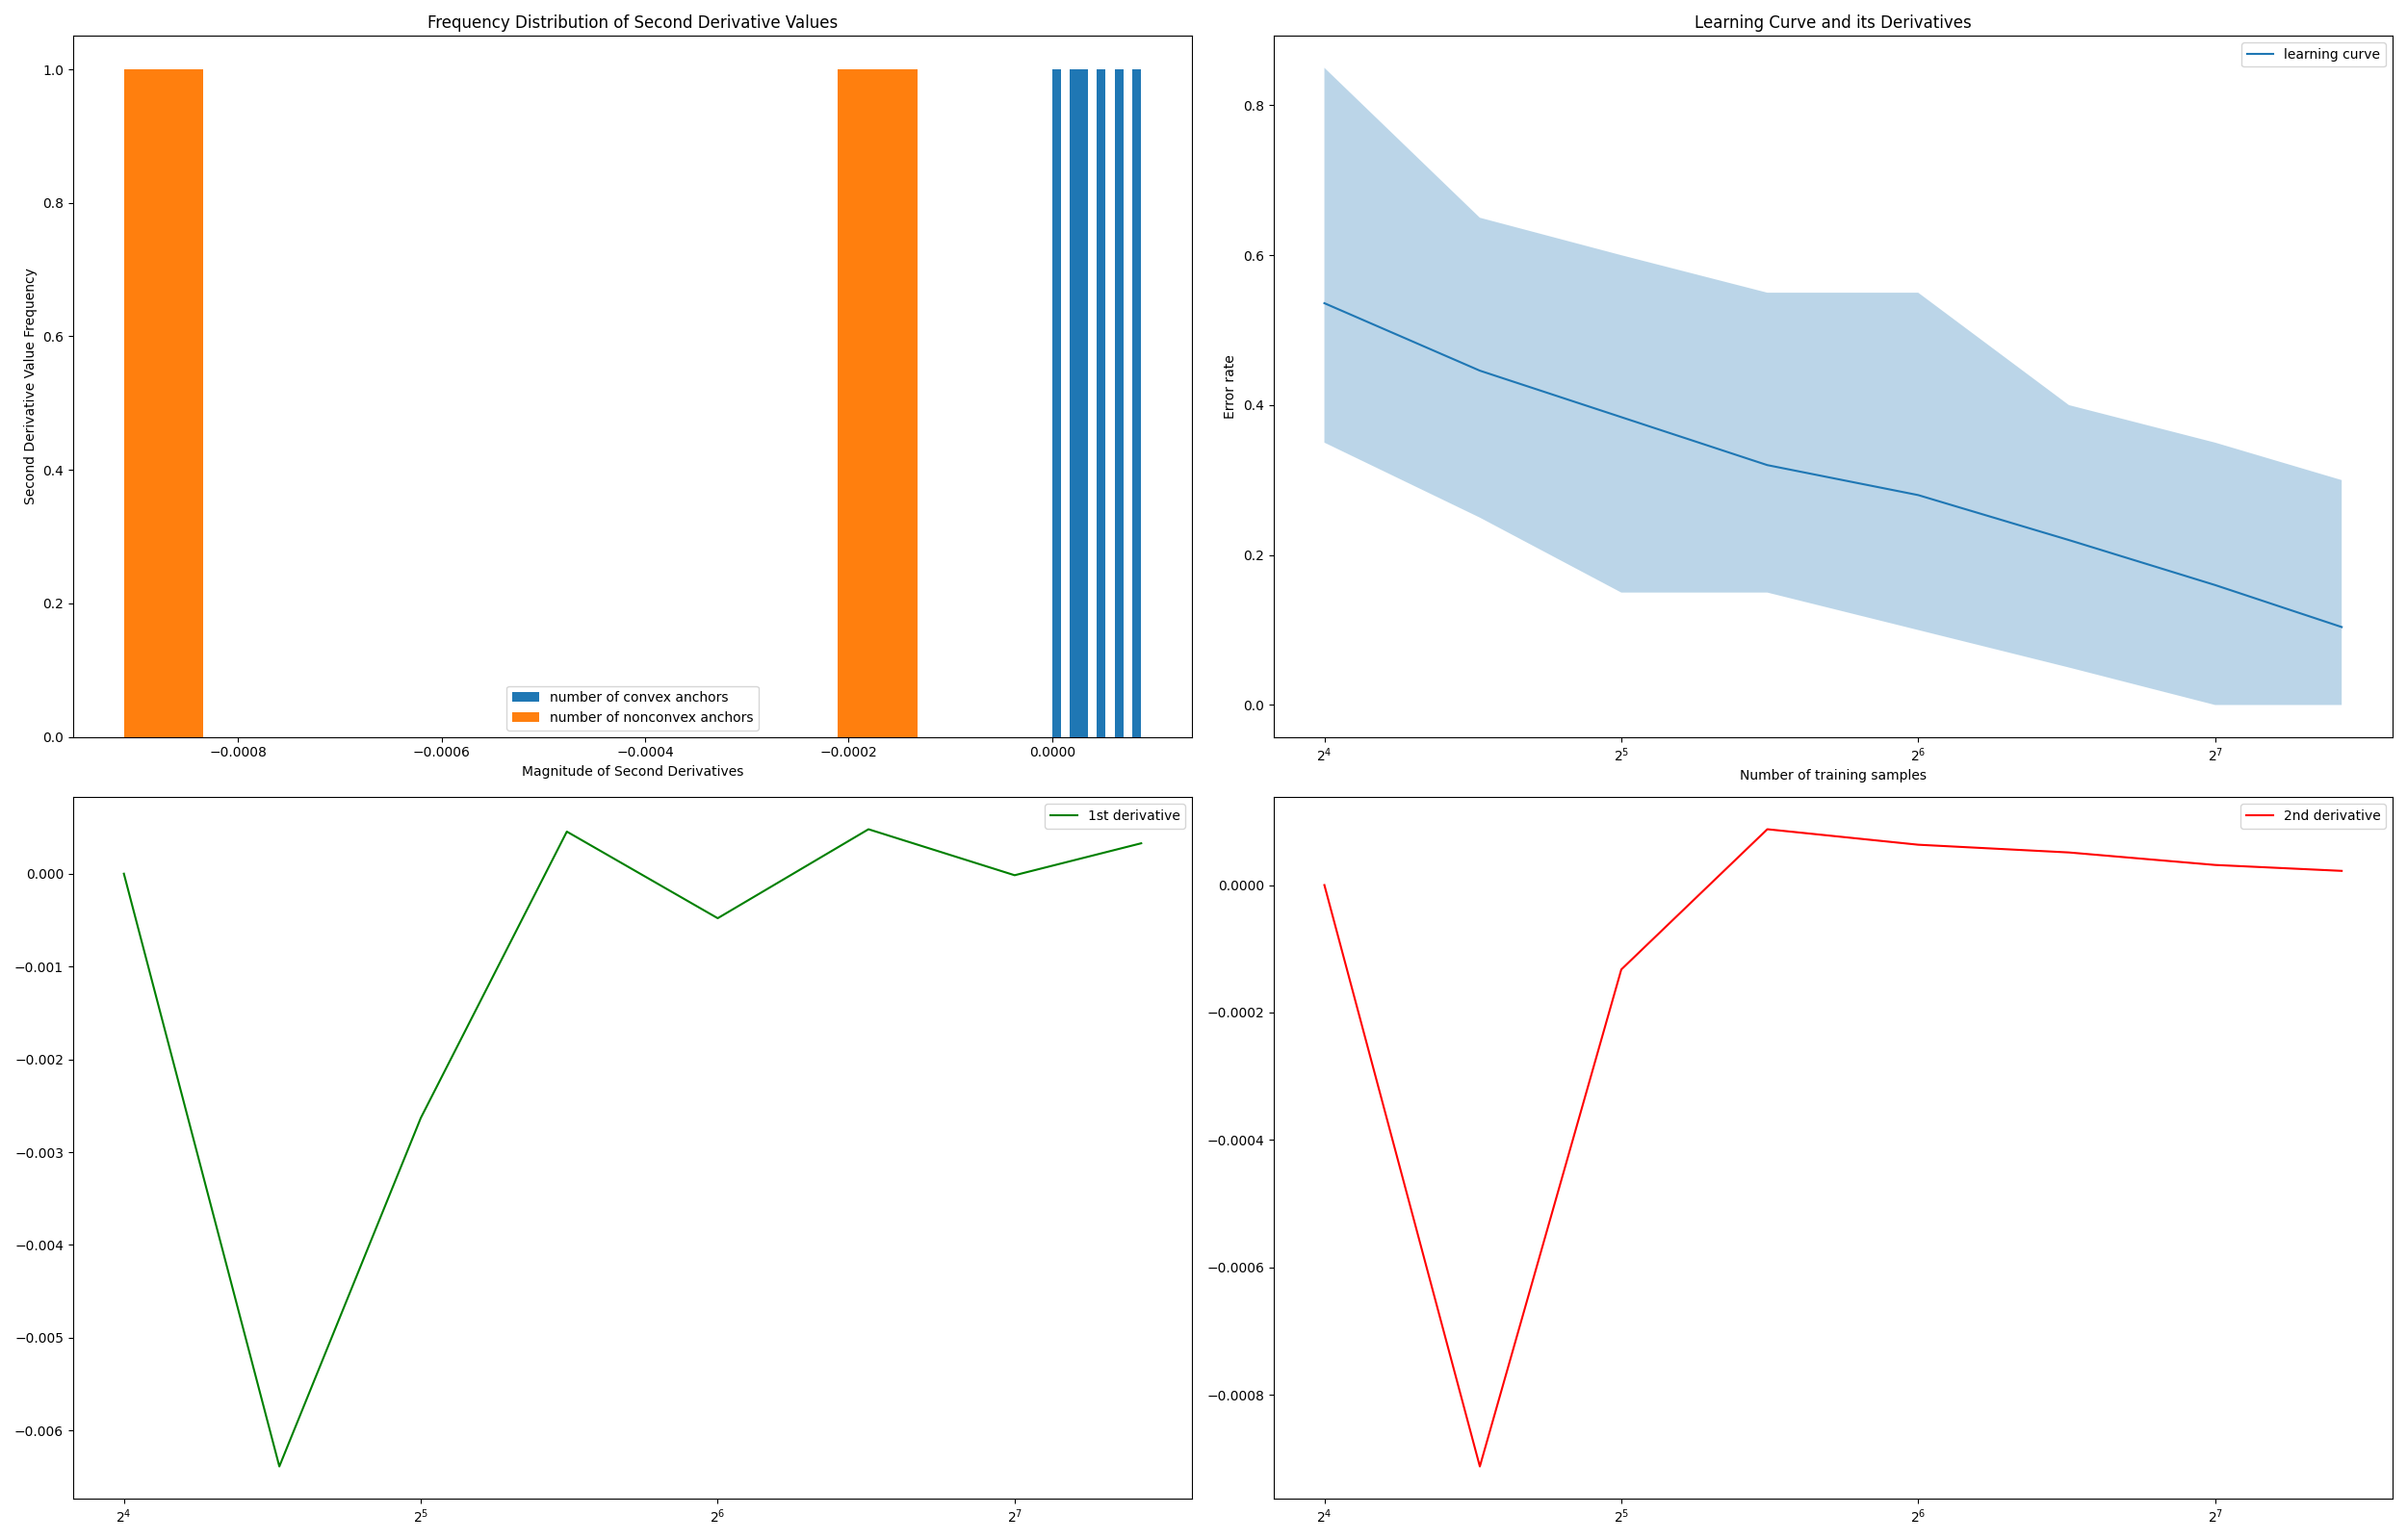 Frequency Distribution of Second Derivative Values
1.0
0.8
0.6
0.4
0.2
0.0
Second Derivative Value Frequency
number of convex anchors
number of nonconvex anchors
−0.0008 −0.0006 −0.0004 −0.0002 0.0000
Magnitude of Second Derivatives
Learning Curve and its Derivatives
learning curve
0.8
0.6
0.4
0.2
0.0
Error rate
2⁴ 2⁵ 2⁶ 2⁷
Number of training samples
1st derivative
0.000
−0.001
−0.002
−0.003
−0.004
−0.005
−0.006
2⁴ 2⁵ 2⁶ 2⁷
2nd derivative
0.0000
−0.0002
−0.0004
−0.0006
−0.0008
2⁴ 2⁵ 2⁶ 2⁷